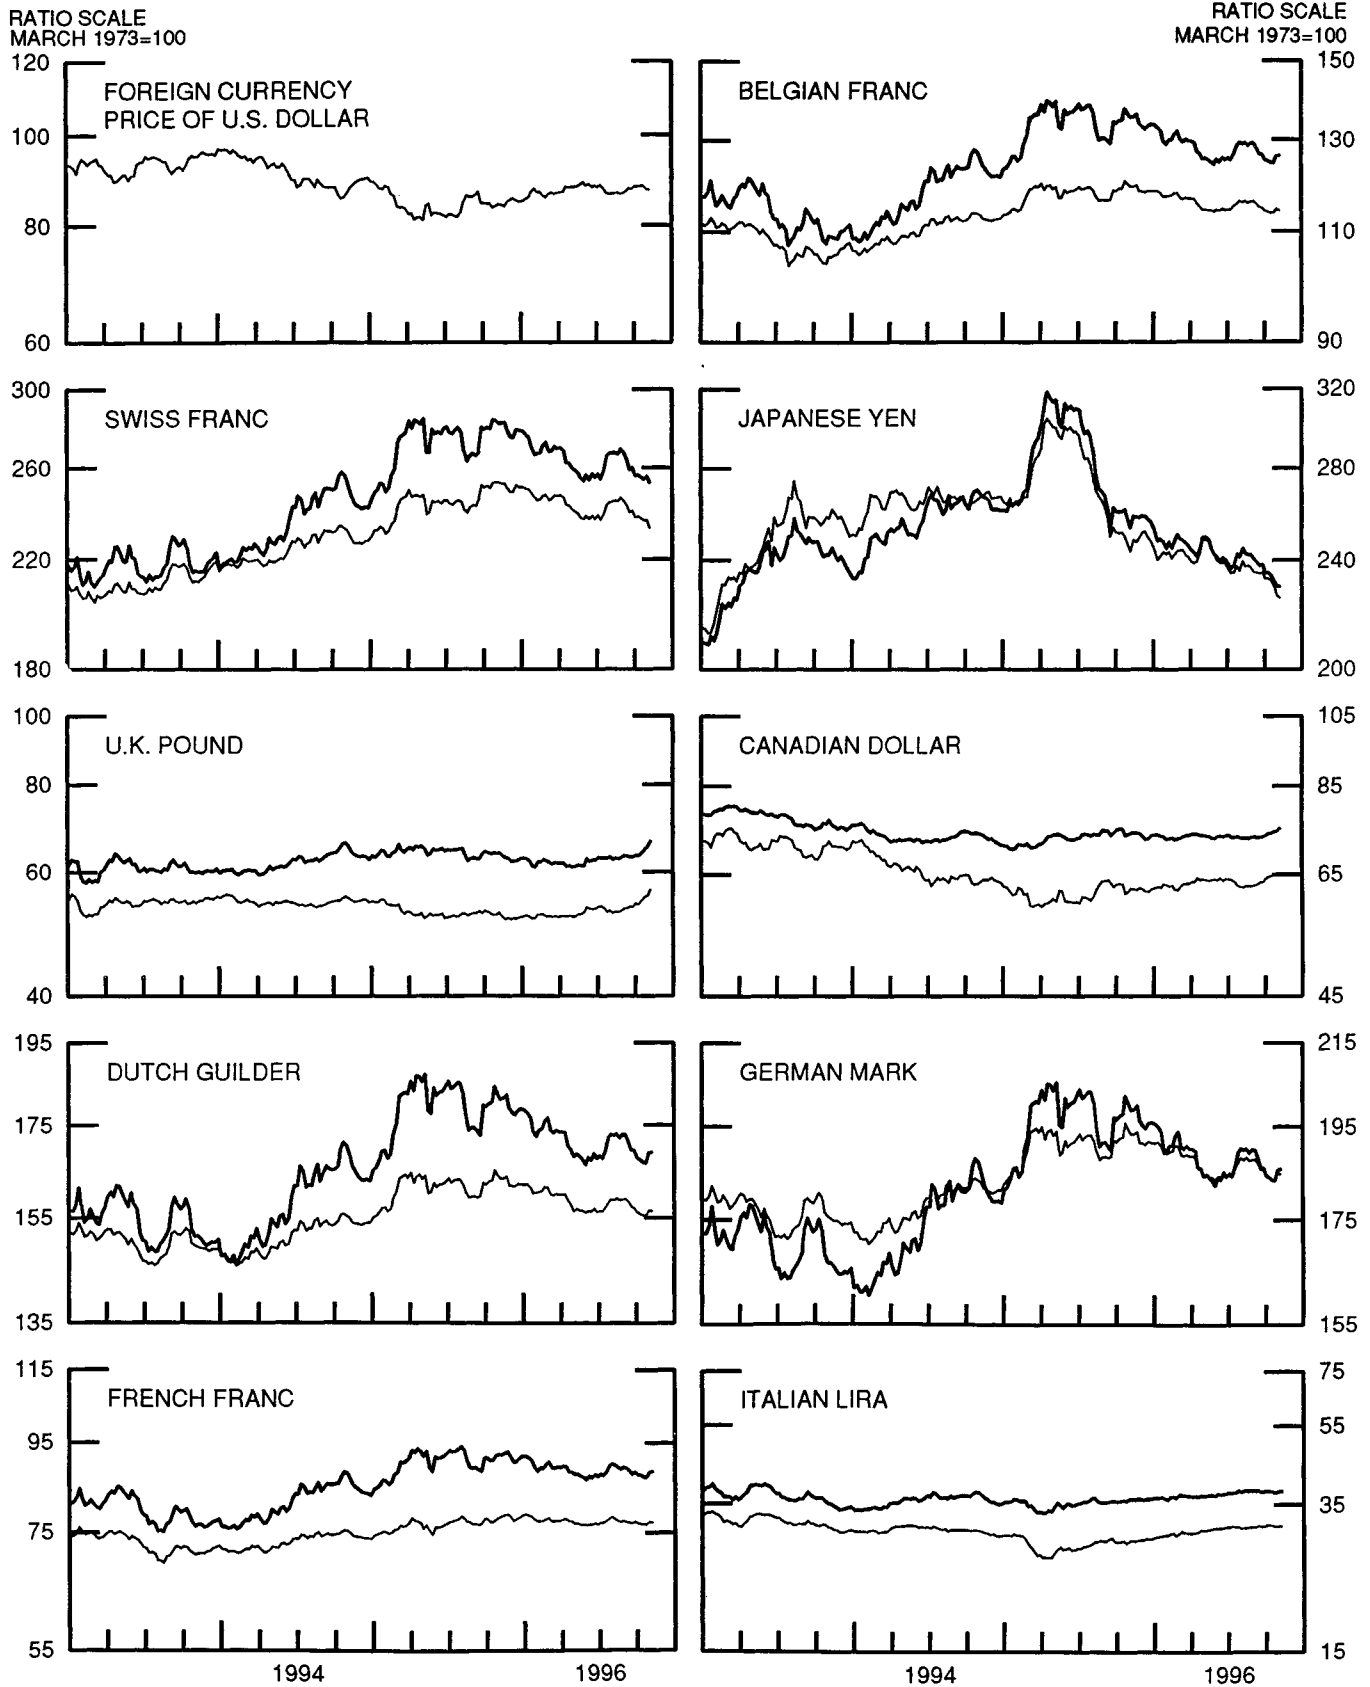 RATIO SCALE
MARCH 1973=100
RATIO SCALE
MARCH 1973=100
120
100
80
60
FOREIGN CURRENCY
PRICE OF U.S. DOLLAR
BELGIAN FRANC
150
130
110
90
300
260
220
180
SWISS FRANC
JAPANESE YEN
320
280
240
200
100
80
60
40
U.K. POUND
CANADIAN DOLLAR
105
85
65
45
195
175
155
135
DUTCH GUILDER
GERMAN MARK
215
195
175
155
115
95
75
55
FRENCH FRANC
ITALIAN LIRA
75
55
35
15
1994
1996
1994
1996